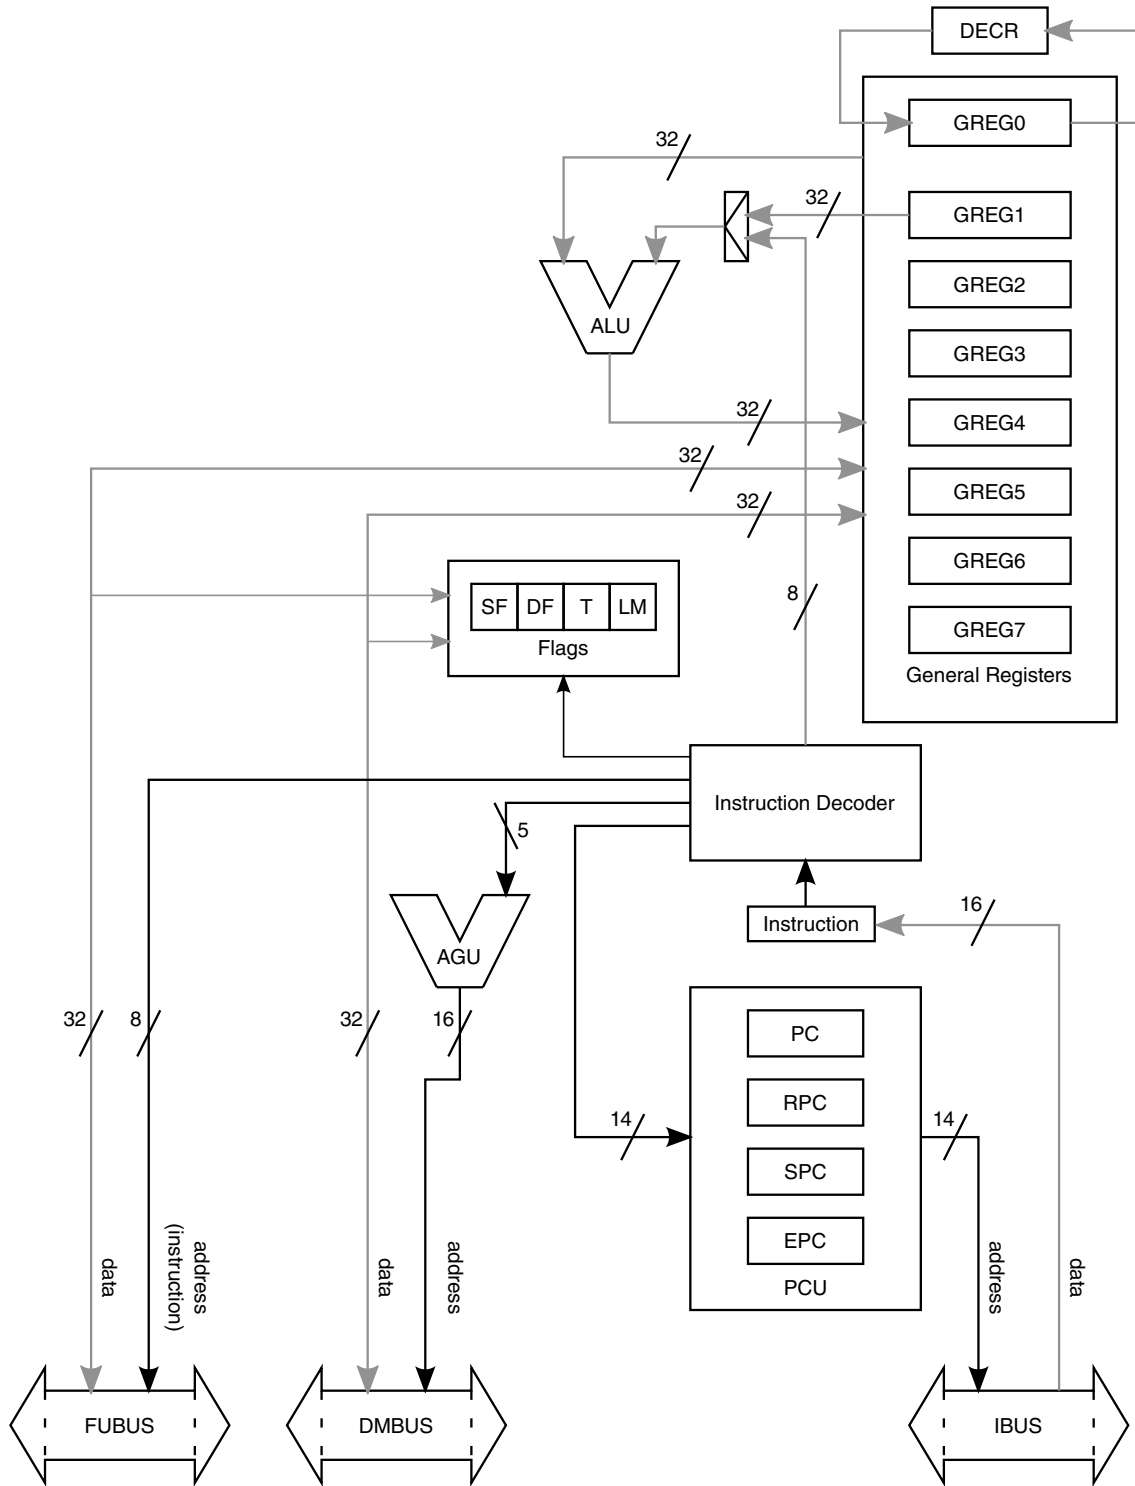 DECR
GREG0
32
32
GREG1
GREG2
ALU
GREG3
32
GREG4
32
GREG5
32
GREG6
8
SF DF T LM
GREG7
Flags
General Registers
Instruction Decoder
5
16
Instruction
AGU
32
8
32
16
PC
RPC
14
14
SPC
EPC
PCU
data
address
(instruction)
data
address
address
data
FUBUS
DMBUS
IBUS